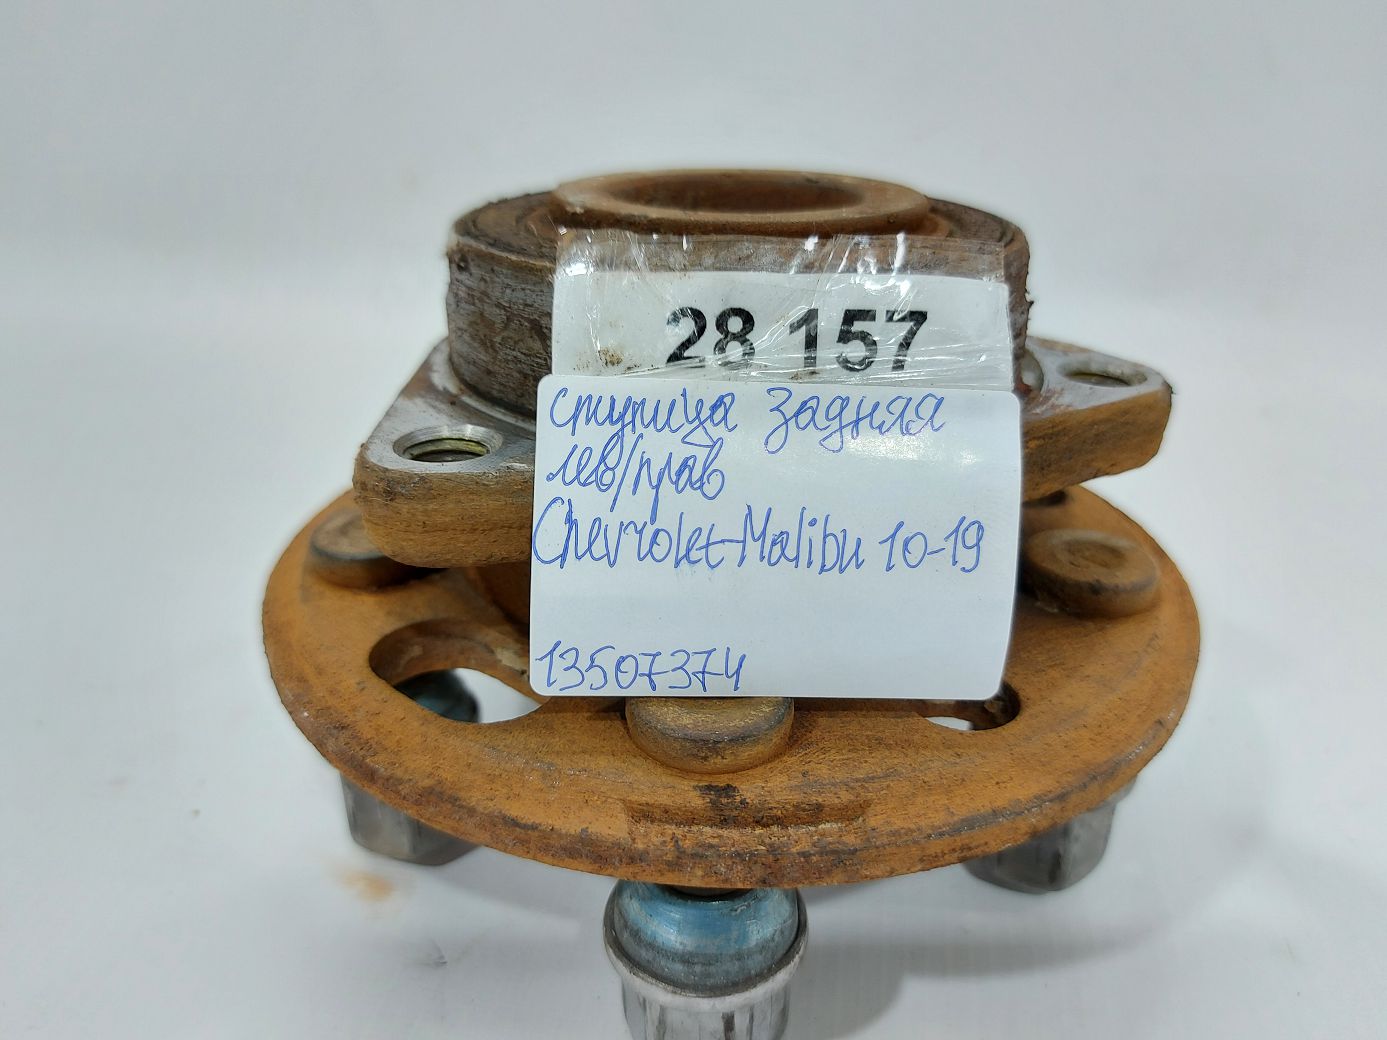 28 157
ступица задняя
лев/прав
Chevrolet Malibu 10-19
13507374